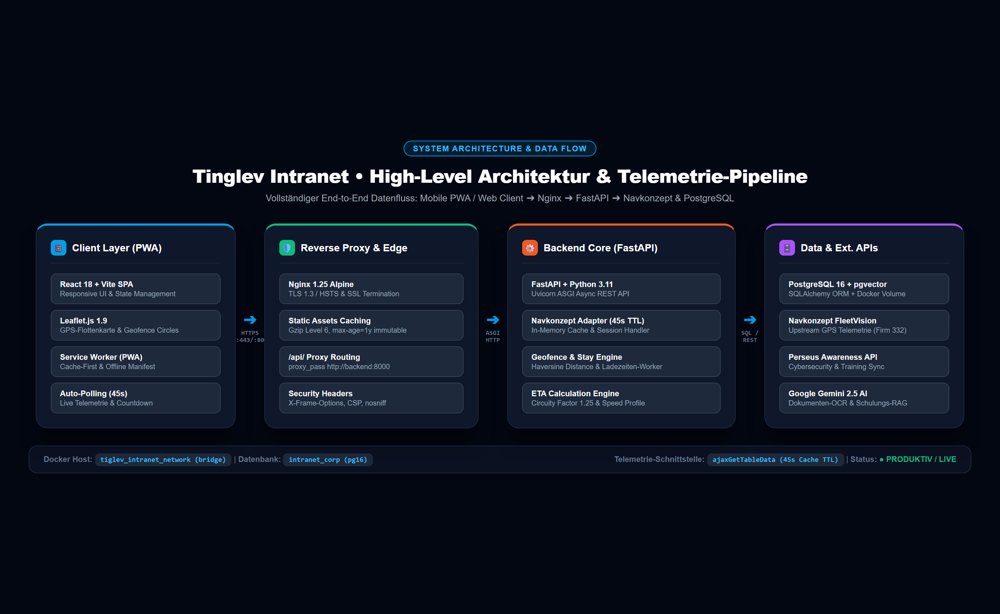 SYSTEM ARCHITECTURE & DATA FLOW
Tinglev Intranet • High-Level Architektur & Telemetrie-Pipeline
Vollständiger End-to-End Datenfluss: Mobile PWA / Web Client ➔ Nginx ➔ FastAPI ➔ Navkonzept & PostgreSQL
Client Layer (PWA)
React 18 + Vite SPA
Responsive UI & State Management
Leaflet.js 1.9
GPS-Flottenkarte & Geofence Circles
Service Worker (PWA)
Cache-First & Offline Manifest
Auto-Polling (45s)
Live Telemetrie & Countdown
➔
HTTPS
:443/:80
Reverse Proxy & Edge
Nginx 1.25 Alpine
TLS 1.3 / HSTS & SSL Termination
Static Assets Caching
Gzip Level 6, max-age=1y immutable
/api/ Proxy Routing
proxy_pass http://backend:8000
Security Headers
X-Frame-Options, CSP, nosniff
➔
ASGI
HTTP
Backend Core (FastAPI)
FastAPI + Python 3.11
Uvicorn ASGI Async REST API
Navkonzept Adapter (45s TTL)
In-Memory Cache & Session Handler
Geofence & Stay Engine
Haversine Distance & Ladezeiten-Worker
ETA Calculation Engine
Circuity Factor 1.25 & Speed Profile
➔
SQL /
REST
Data & Ext. APIs
PostgreSQL 16 + pgvector
SQLAlchemy ORM + Docker Volume
Navkonzept FleetVision
Upstream GPS Telemetrie (Firm 332)
Perseus Awareness API
Cybersecurity & Training Sync
Google Gemini 2.5 AI
Dokumenten-OCR & Schulungs-RAG
Docker Host: tiglev_intranet_network (bridge) | Datenbank: intranet_corp (pg16)
Telemetrie-Schnittstelle: ajaxGetTableData (45s Cache TTL) | Status: ● PRODUKTIV / LIVE